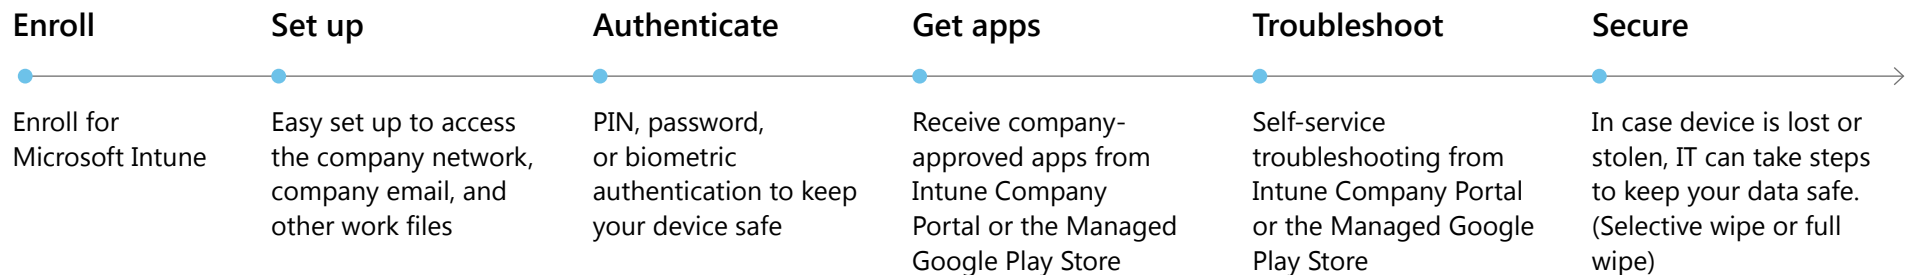 Enroll
Enroll for
Microsoft Intune
Set up
Easy set up to access
the company network,
company email, and
other work files
Authenticate
PIN, password,
or biometric
authentication to keep
your device safe
Get apps
Receive company-
approved apps from
Intune Company
Portal or the Managed
Google Play Store
Troubleshoot
Self-service
troubleshooting from
Intune Company Portal
or the Managed Google
Play Store
Secure
In case device is lost or
stolen, IT can take steps
to keep your data safe.
(Selective wipe or full
wipe)